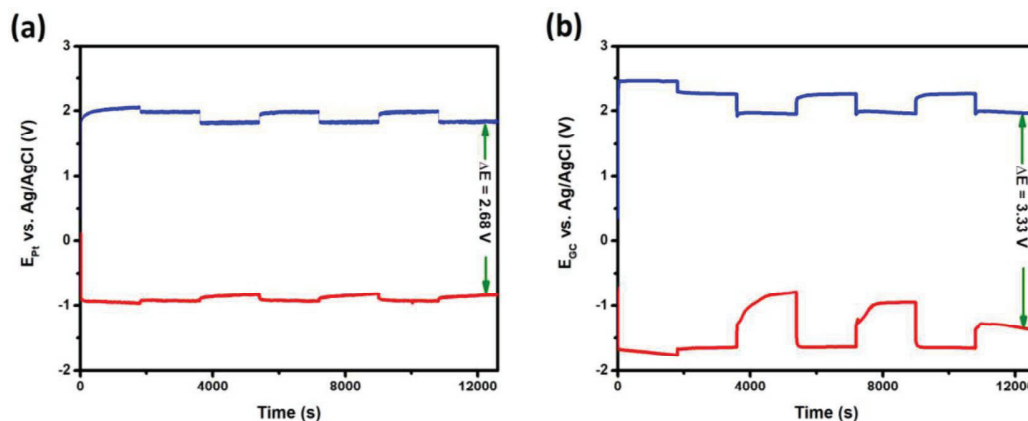 (a)
3
2
1
0
-1
-2
E_Pt vs. Ag/AgCl (V)
ΔE = 2.68 V
0
4000
8000
12000
Time (s)
(b)
3
2
1
0
-1
-2
E_GC vs. Ag/AgCl (V)
ΔE = 3.33 V
0
4000
8000
12000
Time (s)